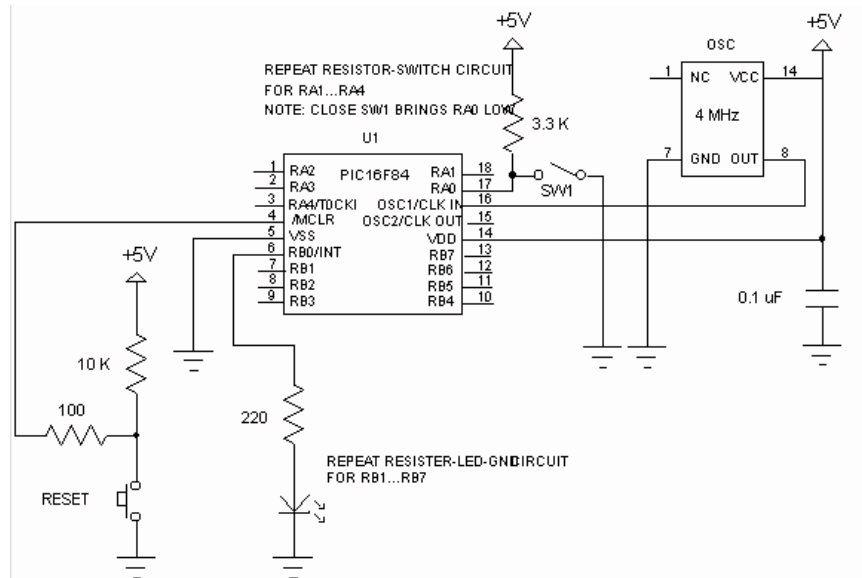 +5V
+5V
OSC
REPEAT RESISTOR-SWITCH CIRCUIT
FOR RA1...RA4
NOTE: CLOSE SW1 BRINGS RA0 LOW
3.3 K
1 NC VCC 14
4 MHz
7 GND OUT 8
U1
PIC16F84
1 RA2 RA1 18
2 RA3 RA0 17
3 RA4/T0CKI OSC1/CLK IN 16
4 /MCLR OSC2/CLK OUT 15
5 VSS VDD 14
6 RB0/INT RB7 13
7 RB1 RB6 12
8 RB2 RB5 11
9 RB3 RB4 10
SW1
+5V
0.1 uF
10 K
100
220
REPEAT RESISTER-LED-GND CIRCUIT
FOR RB1...RB7
RESET